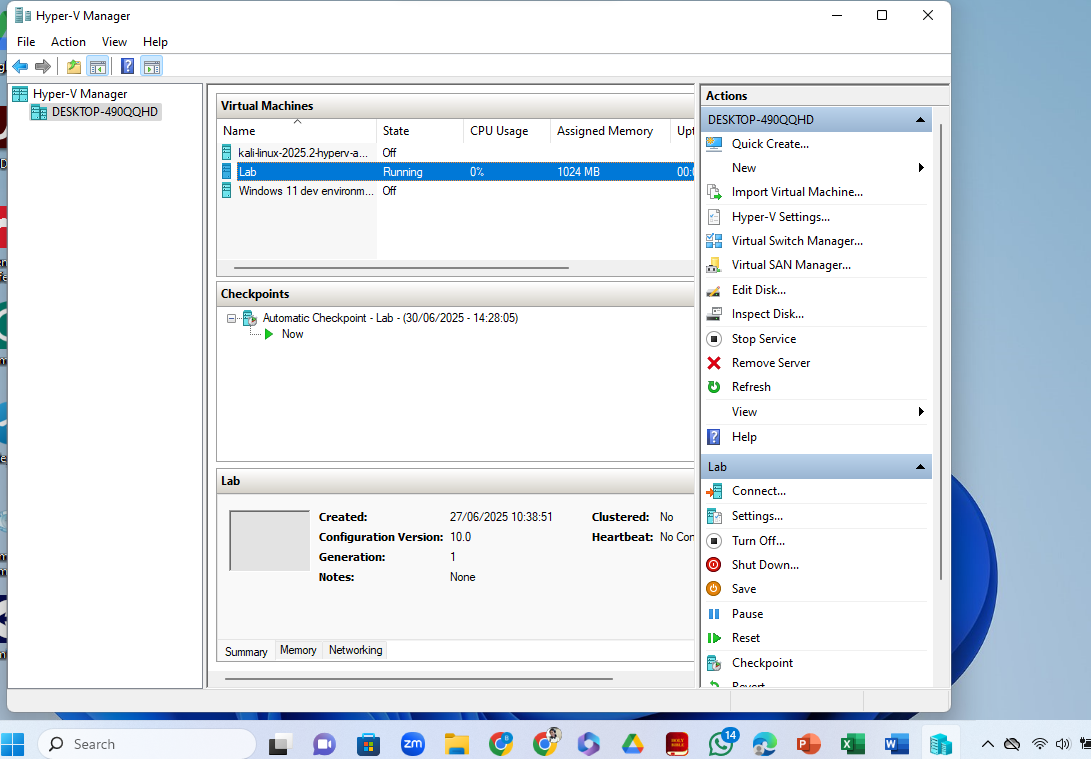 Hyper-V Manager
File Action View Help
Hyper-V Manager
DESKTOP-490QQHD
Virtual Machines
Name State CPU Usage Assigned Memory Upt
kali-linux-2025.2-hyperv-a... Off
Lab Running 0% 1024 MB 00:0
Windows 11 dev environm... Off
Checkpoints
Automatic Checkpoint - Lab - (30/06/2025 - 14:28:05)
Now
Lab
Created: 27/06/2025 10:38:51 Clustered: No
Configuration Version: 10.0 Heartbeat: No Con
Generation: 1
Notes: None
Summary Memory Networking
Actions
DESKTOP-490QQHD
Quick Create...
New
Import Virtual Machine...
Hyper-V Settings...
Virtual Switch Manager...
Virtual SAN Manager...
Edit Disk...
Inspect Disk...
Stop Service
Remove Server
Refresh
View
Help
Lab
Connect...
Settings...
Turn Off...
Shut Down...
Save
Pause
Reset
Checkpoint
Revert
Search
zm
HOLY BIBLE
14